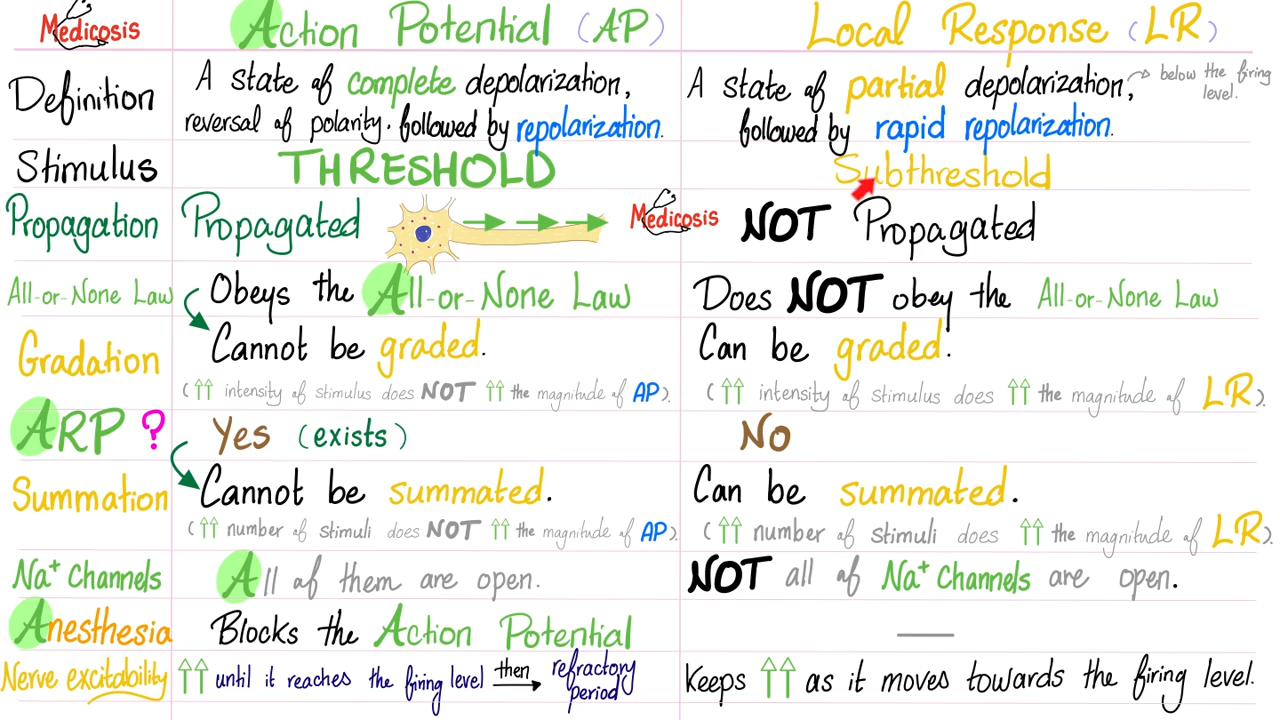 Medicosis
Action Potential (AP)
Local Response (LR)
Definition
A state of complete depolarization,
reversal of polarity. followed by repolarization.
A state of partial depolarization, → below the firing level.
followed by rapid repolarization.
Stimulus
THRESHOLD
Subthreshold
Propagation
Propagated
Medicosis
NOT Propagated
All-or-None Law
Obeys the All-or-None Law
Does NOT obey the All-or-None Law
Gradation
Cannot be graded.
(↑↑ intensity of stimulus does NOT ↑↑ the magnitude of AP).
Can be graded.
(↑↑ intensity of stimulus does ↑↑ the magnitude of LR).
ARP ?
Yes (exists)
No
Summation
Cannot be summated.
(↑↑ number of stimuli does NOT ↑↑ the magnitude of AP).
Can be summated.
(↑↑ number of stimuli does ↑↑ the magnitude of LR).
Na+ Channels
All of them are open.
NOT all of Na+ Channels are open.
Anesthesia
Blocks the Action Potential
—
Nerve excitability
↑↑ until it reaches the firing level then → refractory period
Keeps ↑↑ as it moves towards the firing level.